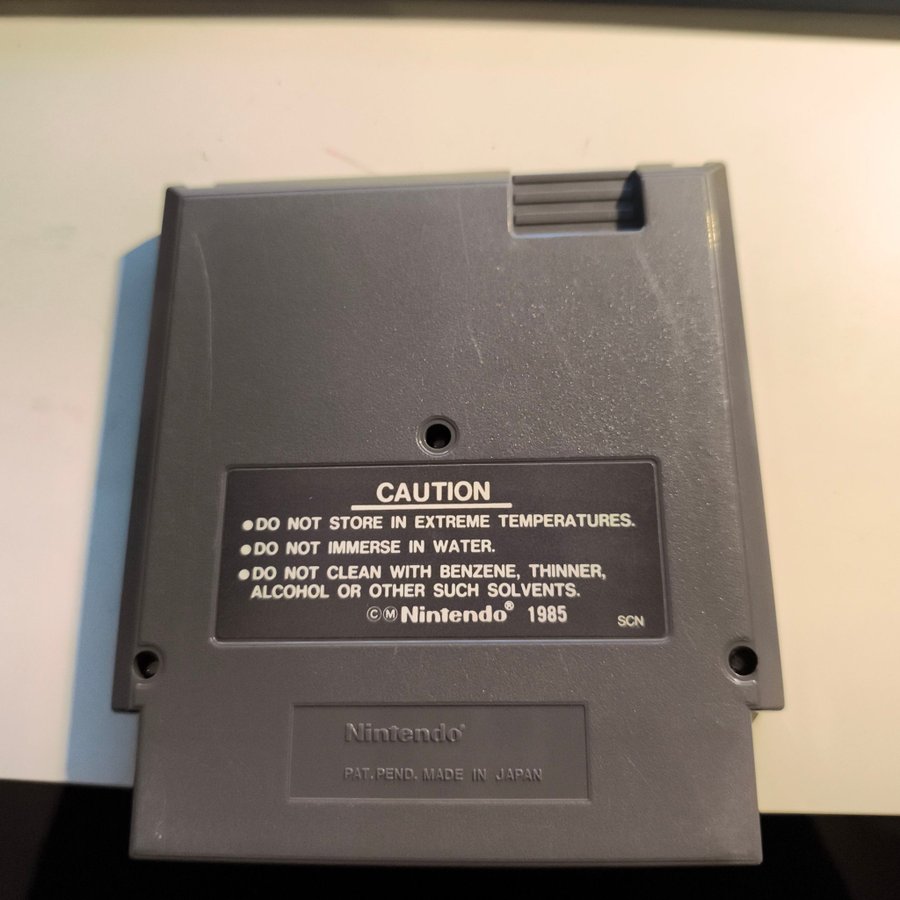 CAUTION
●DO NOT STORE IN EXTREME TEMPERATURES.
●DO NOT IMMERSE IN WATER.
●DO NOT CLEAN WITH BENZENE, THINNER,
ALCOHOL OR OTHER SUCH SOLVENTS.
ⒸⓂNintendo® 1985 SCN
Nintendo®
PAT. PEND. MADE IN JAPAN